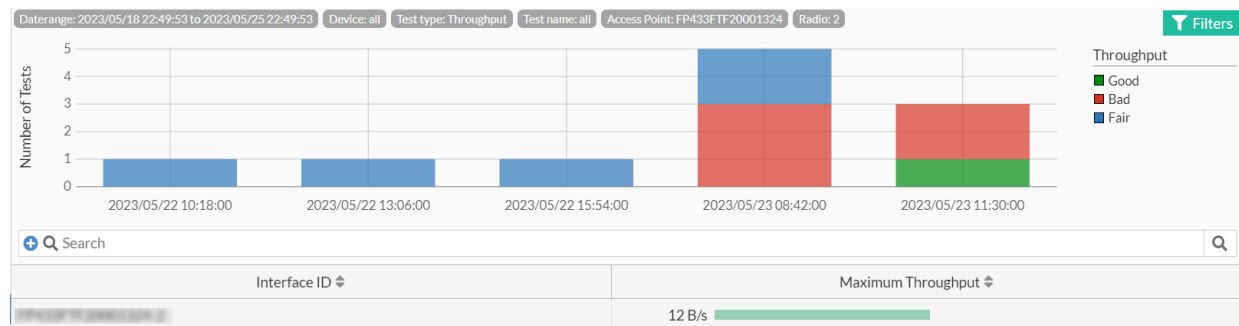 Daterange: 2023/05/18 22:49:53 to 2023/05/25 22:49:53 Device: all Test type: Throughput Test name: all Access Point: FP433FTF20001324 Radio: 2
Filters
Number of Tests
5
4
3
2
1
0
2023/05/22 10:18:00 2023/05/22 13:06:00 2023/05/22 15:54:00 2023/05/23 08:42:00 2023/05/23 11:30:00
Throughput
Good
Bad
Fair
Search
Interface ID Maximum Throughput
12 B/s